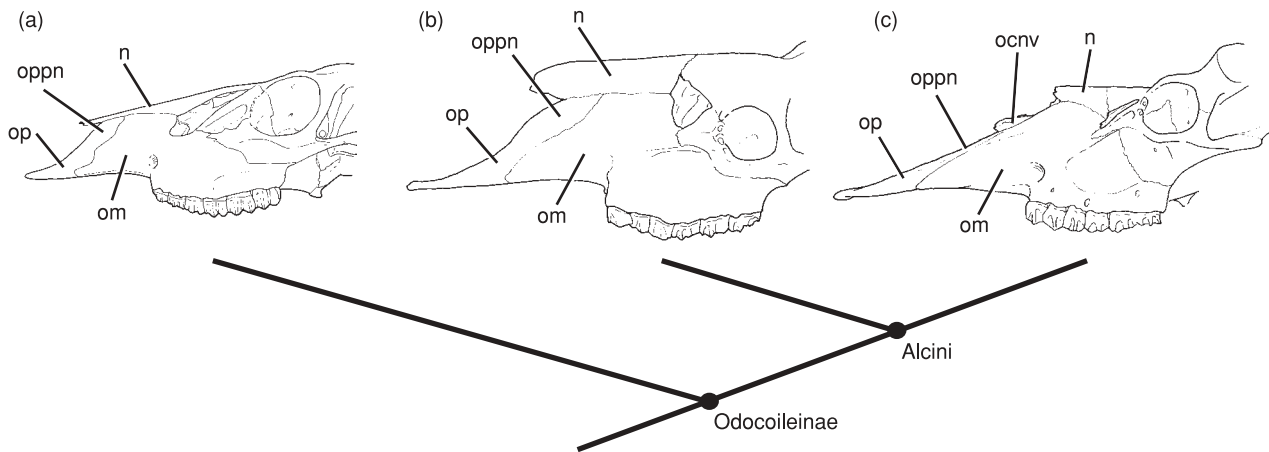 (a)
n
oppn
op
om
(b)
n
oppn
op
om
(c)
ocnv
n
oppn
op
om
Alcini
Odocoileinae